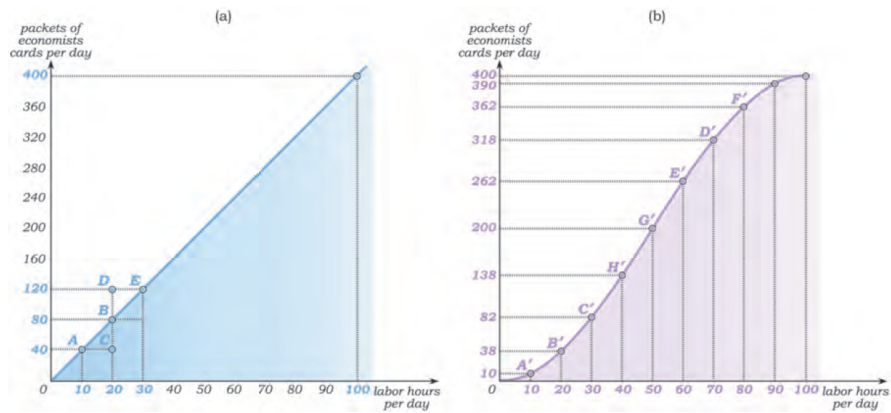 (a)
packets of
economists
cards per day
400
360
320
280
240
200
160
120
80
40
D E
B
A C
0 10 20 30 40 50 60 70 80 90 100 labor hours
per day
(b)
packets of
economists
cards per day
400
390
362
318
262
200
138
82
38
10
F′
D′
E′
G′
H′
C′
B′
A′
0 10 20 30 40 50 60 70 80 90 100 labor hours
per day